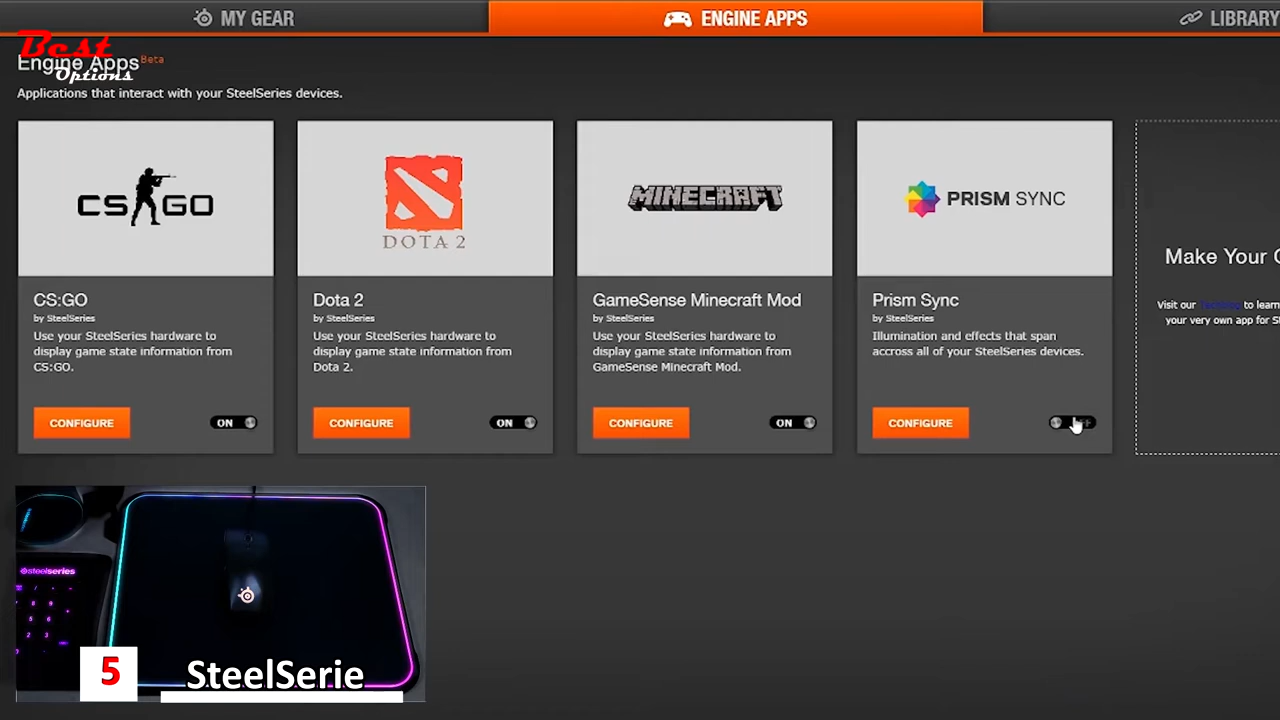 MY GEAR
ENGINE APPS
LIBRARY
Best
Options
Engine Apps Beta
Applications that interact with your SteelSeries devices.
CS GO
CS:GO
by SteelSeries
Use your SteelSeries hardware to
display game state information from
CS:GO.
CONFIGURE
ON
DOTA 2
Dota 2
by SteelSeries
Use your SteelSeries hardware to
display game state information from
Dota 2.
CONFIGURE
ON
MINECRAFT
GameSense Minecraft Mod
by SteelSeries
Use your SteelSeries hardware to
display game state information from
GameSense Minecraft Mod.
CONFIGURE
ON
PRISM SYNC
Prism Sync
by SteelSeries
Illumination and effects that span
accross all of your SteelSeries devices.
CONFIGURE
Make Your
Visit our to learn
your very own app for
steelseries
5
SteelSerie